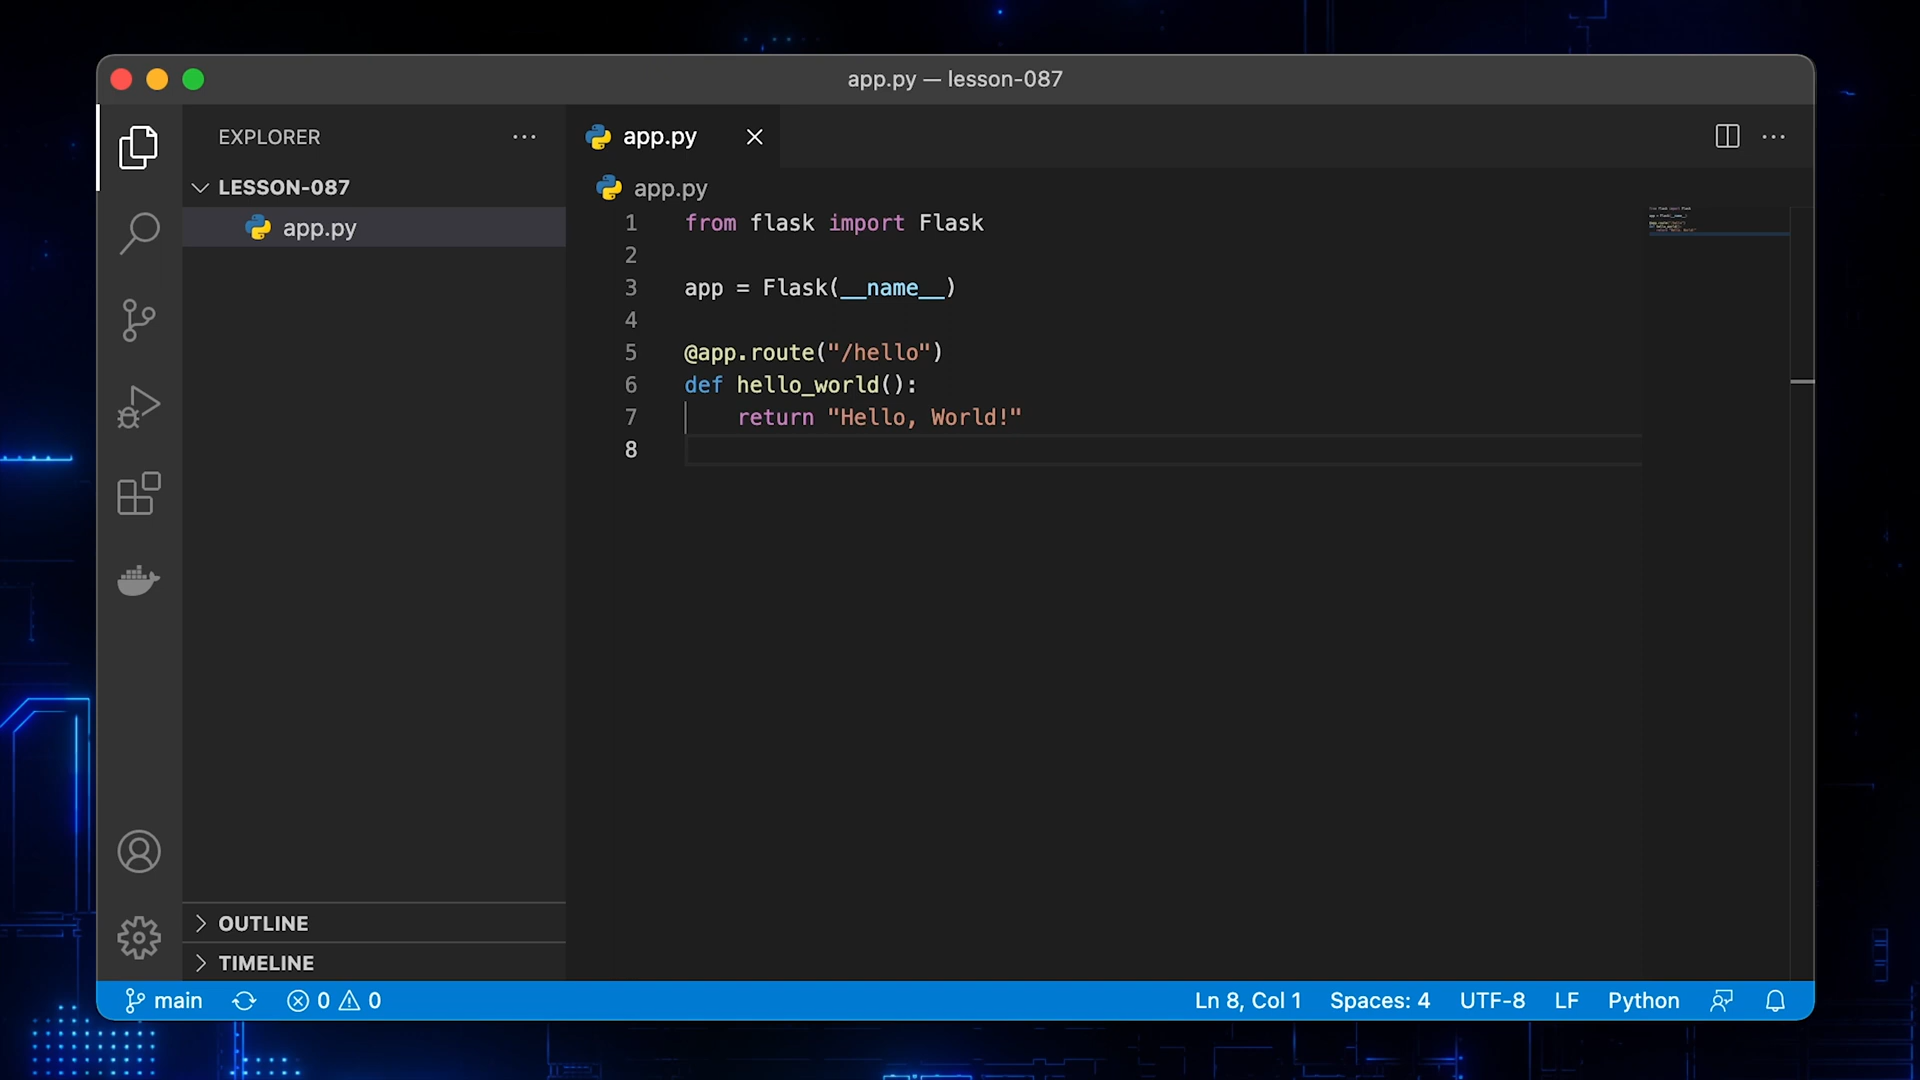 app.py — lesson-087
EXPLORER
LESSON-087
app.py
OUTLINE
TIMELINE
app.py
app.py
1 from flask import Flask
2
3 app = Flask(__name__)
4
5 @app.route("/hello")
6 def hello_world():
7     return "Hello, World!"
8
main 0 0 Ln 8, Col 1 Spaces: 4 UTF-8 LF Python